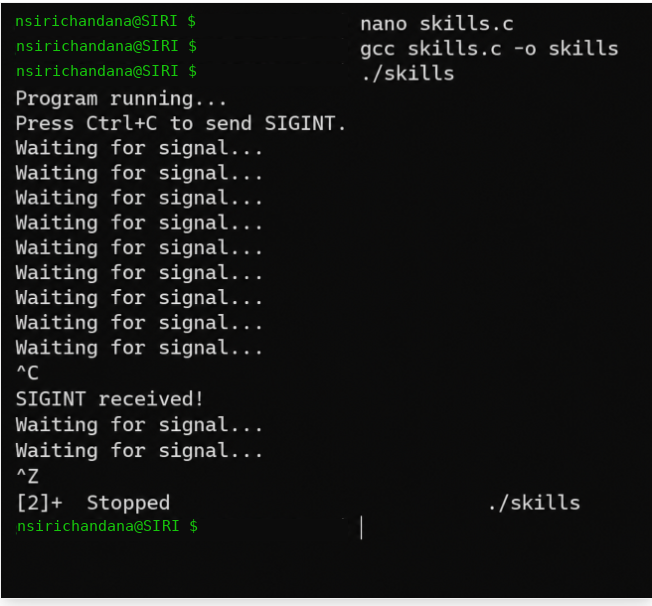 nsirichandana@SIRI $ nano skills.c
nsirichandana@SIRI $ gcc skills.c -o skills
nsirichandana@SIRI $ ./skills
Program running...
Press Ctrl+C to send SIGINT.
Waiting for signal...
Waiting for signal...
Waiting for signal...
Waiting for signal...
Waiting for signal...
Waiting for signal...
Waiting for signal...
Waiting for signal...
Waiting for signal...
^C
SIGINT received!
Waiting for signal...
Waiting for signal...
^Z
[2]+ Stopped ./skills
nsirichandana@SIRI $